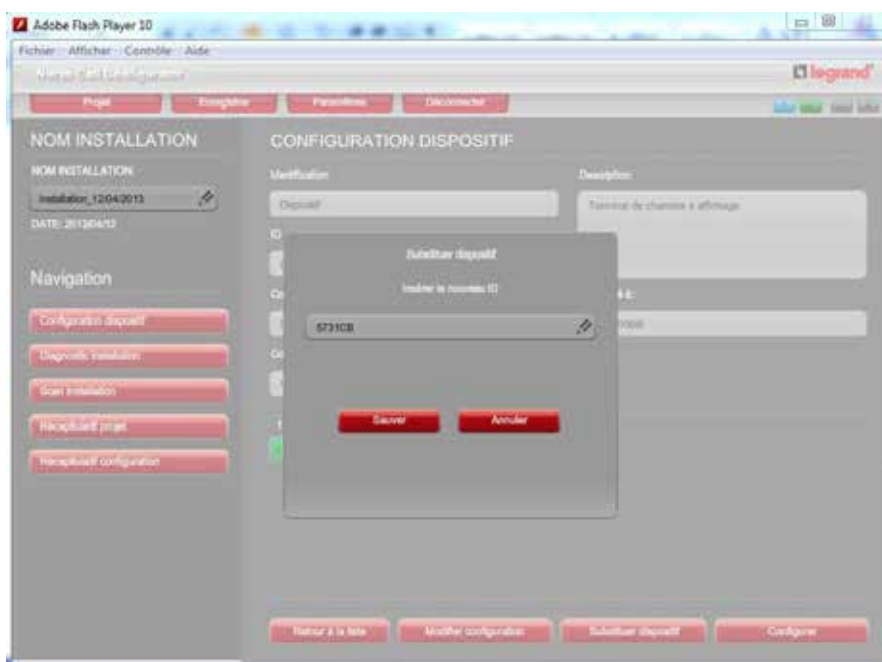 Adobe Flash Player 10
Fichier Afficher Contrôle Aide
legrand
Projet Enregistrer Paramètres Déconnecter
NOM INSTALLATION
NOM INSTALLATION
Installation_12/04/2013
DATE: 2013/04/12
Navigation
Configuration dispositif
Diagnostic installation
Scan installation
Récapitulatif projet
Récapitulatif configuration
CONFIGURATION DISPOSITIF
Identification
Description
Dispositif
Terminal de chambre à affichage
ID
Substituer dispositif
Insérer le nouveau ID
5731CB
Sauver Annuler
Retour à la liste Modifier configuration Substituer dispositif Configurer